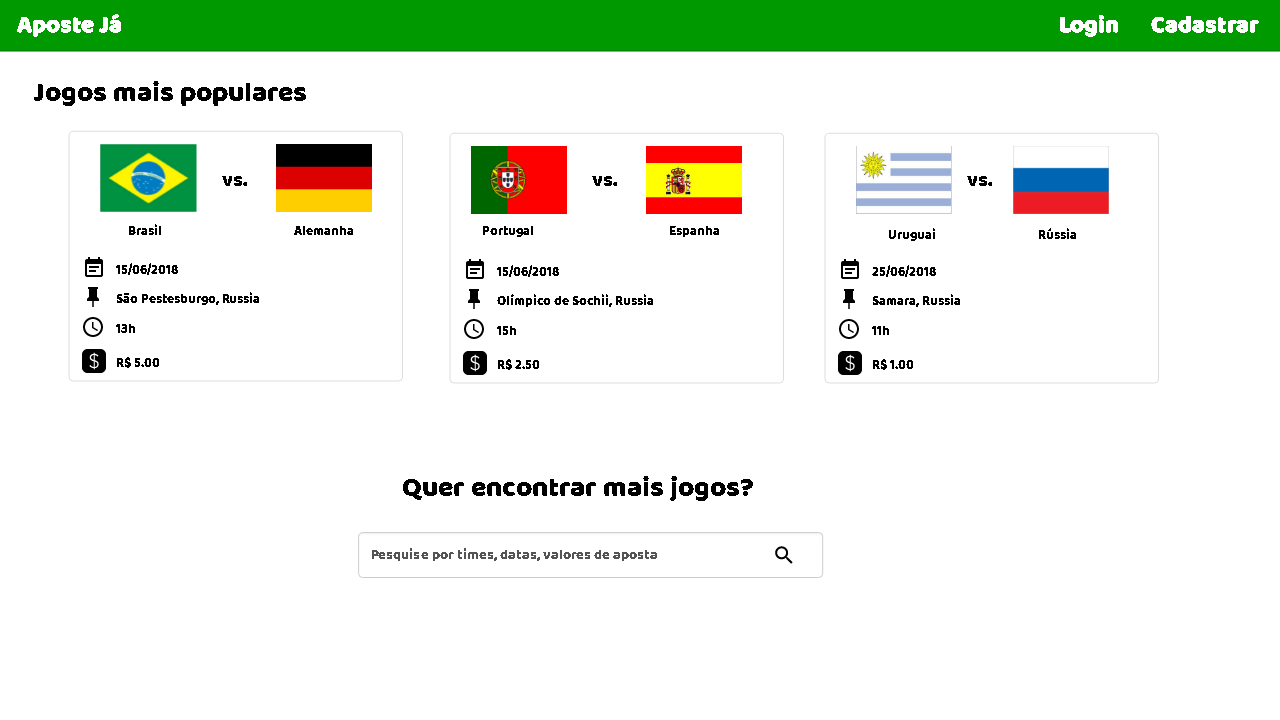 Aposte Já
Login
Cadastrar
Jogos mais populares
vs.
Brasil
Alemanha
15/06/2018
São Pestesburgo, Russia
13h
$
R$ 5.00
vs.
Portugal
Espanha
15/06/2018
Olímpico de Sochii, Russia
15h
$
R$ 2.50
vs.
Uruguai
Rússia
25/06/2018
Samara, Russia
11h
$
R$ 1.00
Quer encontrar mais jogos?
Pesquise por times, datas, valores de aposta